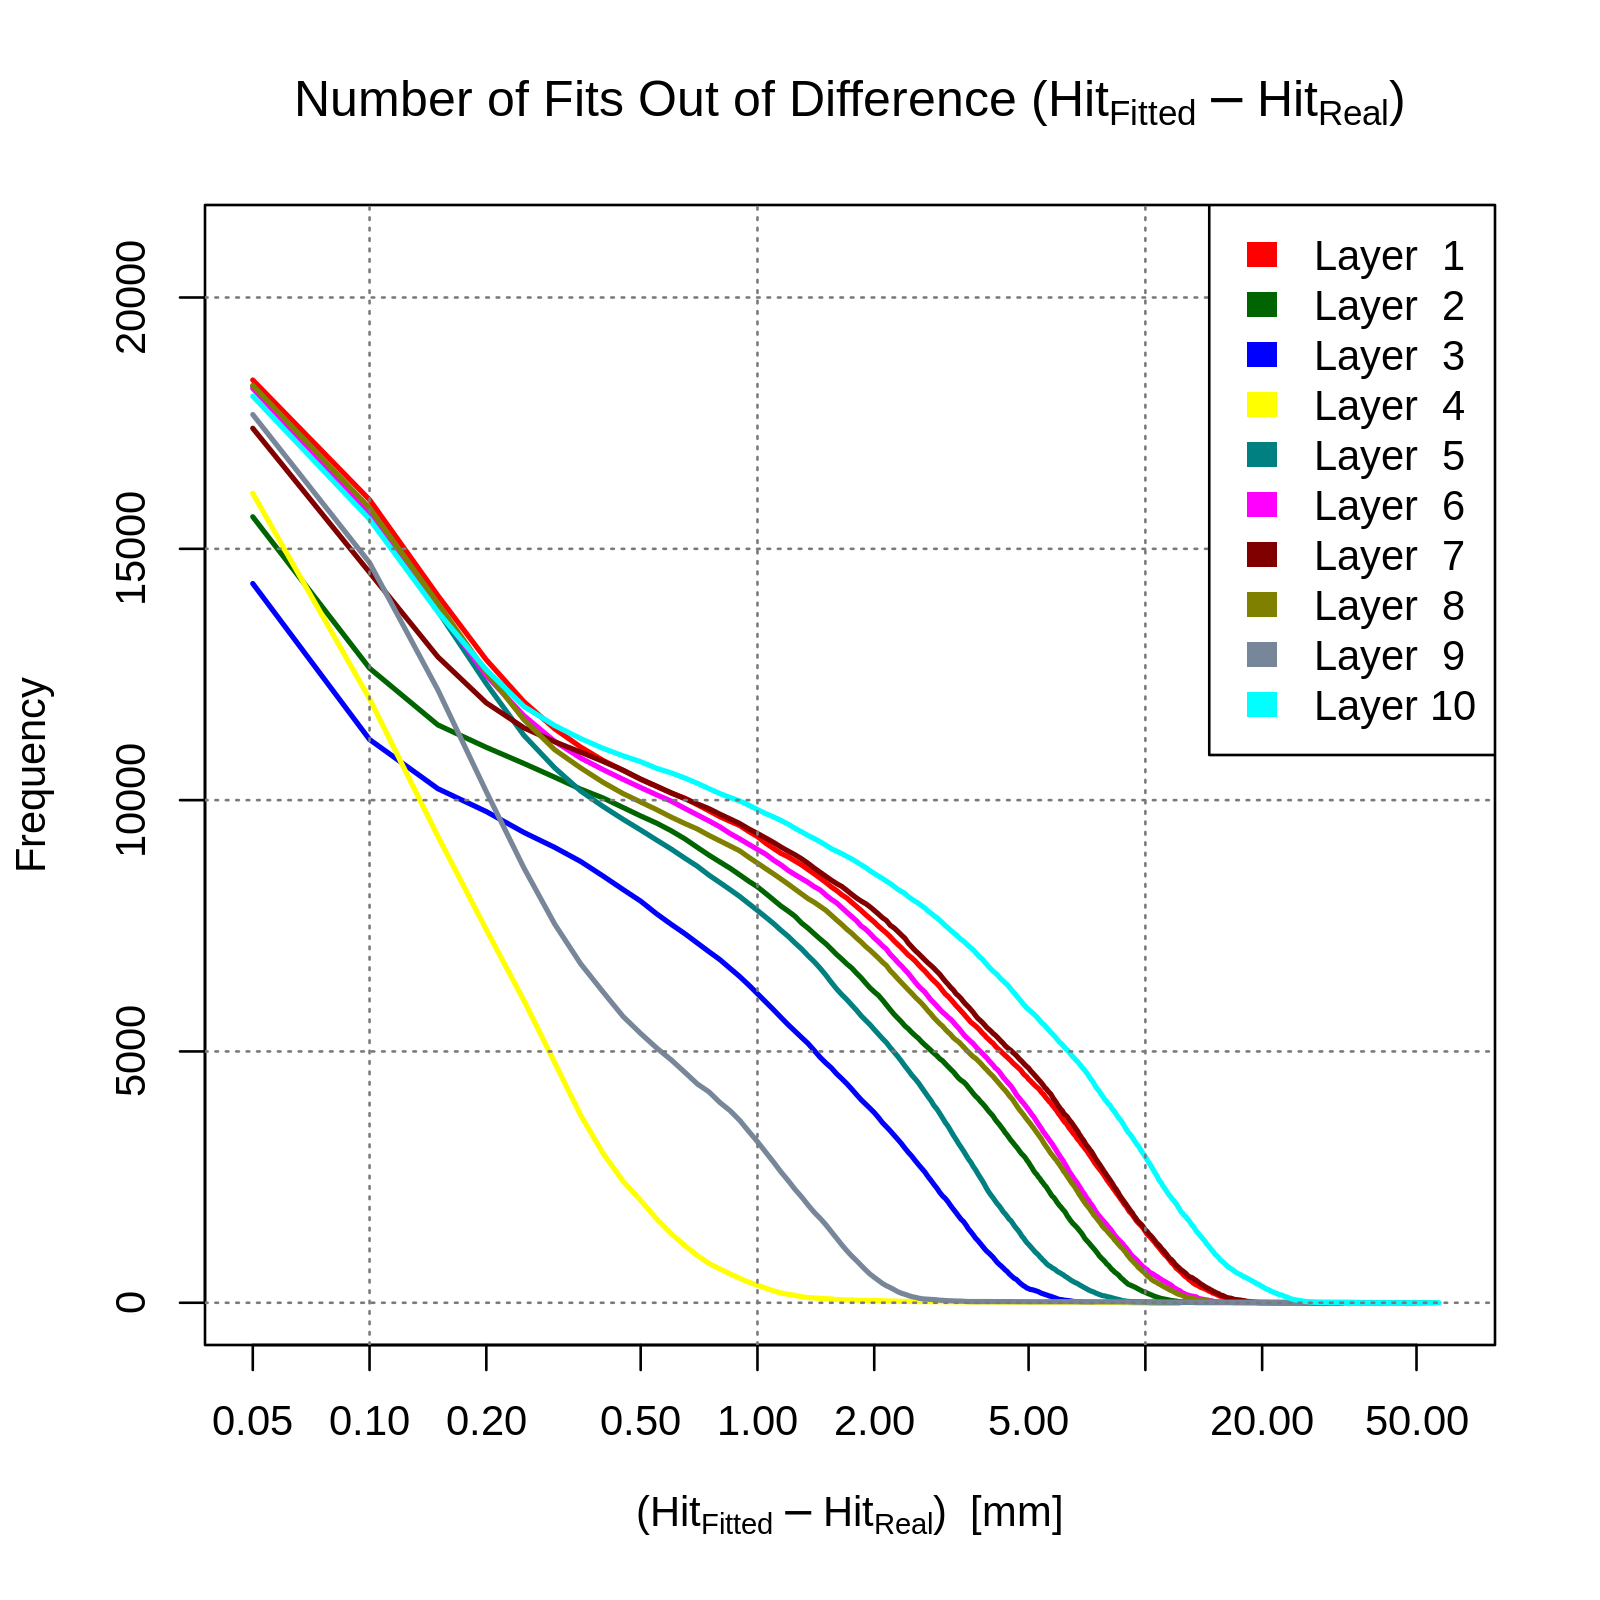 Number of Fits Out of Difference (HitFitted − HitReal)
Layer 1
Layer 2
Layer 3
Layer 4
Layer 5
Layer 6
Layer 7
Layer 8
Layer 9
Layer 10
Frequency
20000
15000
10000
5000
0
0.05 0.10 0.20 0.50 1.00 2.00 5.00 20.00 50.00
(HitFitted − HitReal) [mm]